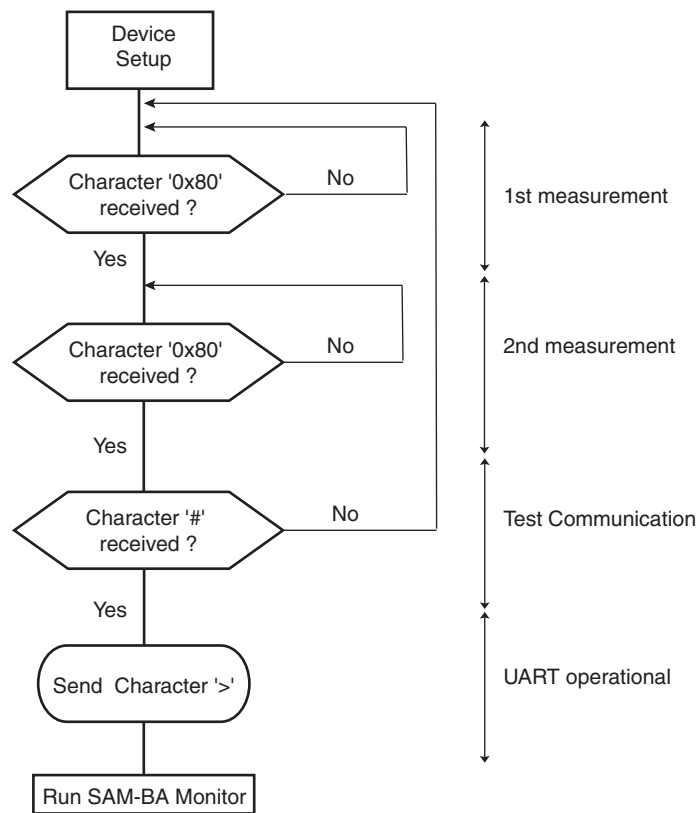 Device
Setup
Character '0x80'
received ?
No
1st measurement
Yes
Character '0x80'
received ?
No
2nd measurement
Yes
Character '#'
received ?
No
Test Communication
Yes
Send Character '>'
UART operational
Run SAM-BA Monitor